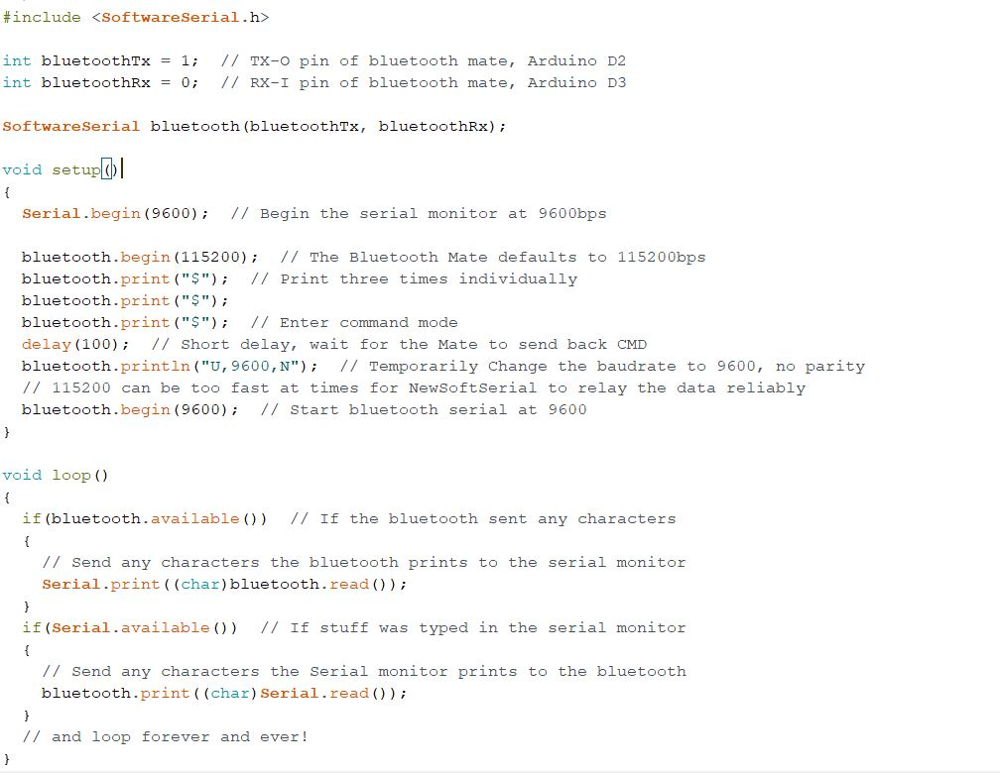 #include <SoftwareSerial.h>

int bluetoothTx = 1;  // TX-O pin of bluetooth mate, Arduino D2
int bluetoothRx = 0;  // RX-I pin of bluetooth mate, Arduino D3

SoftwareSerial bluetooth(bluetoothTx, bluetoothRx);

void setup()
{
  Serial.begin(9600);  // Begin the serial monitor at 9600bps

  bluetooth.begin(115200);  // The Bluetooth Mate defaults to 115200bps
  bluetooth.print("$");  // Print three times individually
  bluetooth.print("$");
  bluetooth.print("$");  // Enter command mode
  delay(100);  // Short delay, wait for the Mate to send back CMD
  bluetooth.println("U,9600,N");  // Temporarily Change the baudrate to 9600, no parity
  // 115200 can be too fast at times for NewSoftSerial to relay the data reliably
  bluetooth.begin(9600);  // Start bluetooth serial at 9600
}

void loop()
{
  if(bluetooth.available())  // If the bluetooth sent any characters
  {
    // Send any characters the bluetooth prints to the serial monitor
    Serial.print((char)bluetooth.read());
  }
  if(Serial.available())  // If stuff was typed in the serial monitor
  {
    // Send any characters the Serial monitor prints to the bluetooth
    bluetooth.print((char)Serial.read());
  }
  // and loop forever and ever!
}